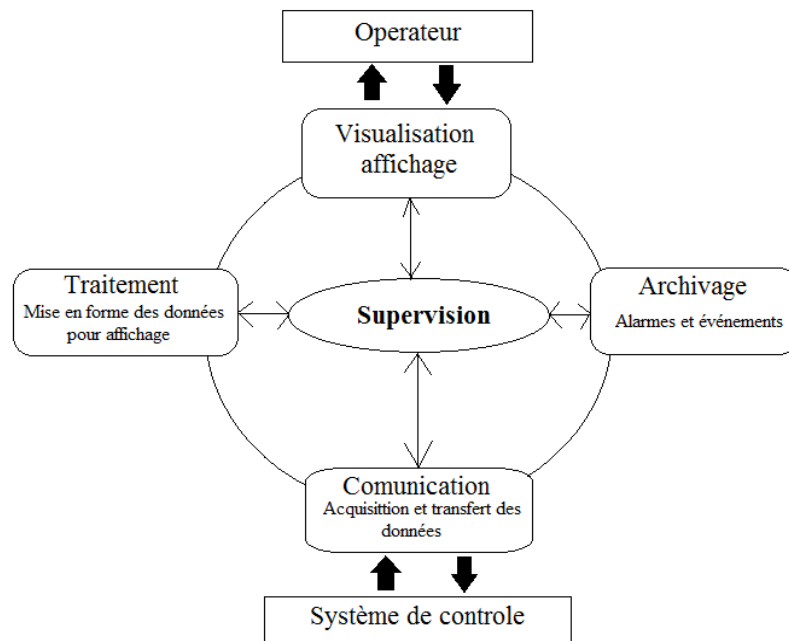 Operateur
Visualisation
affichage
Traitement
Mise en forme des données
pour affichage
Supervision
Archivage
Alarmes et événements
Comunication
Acquisittion et transfert des
données
Système de controle